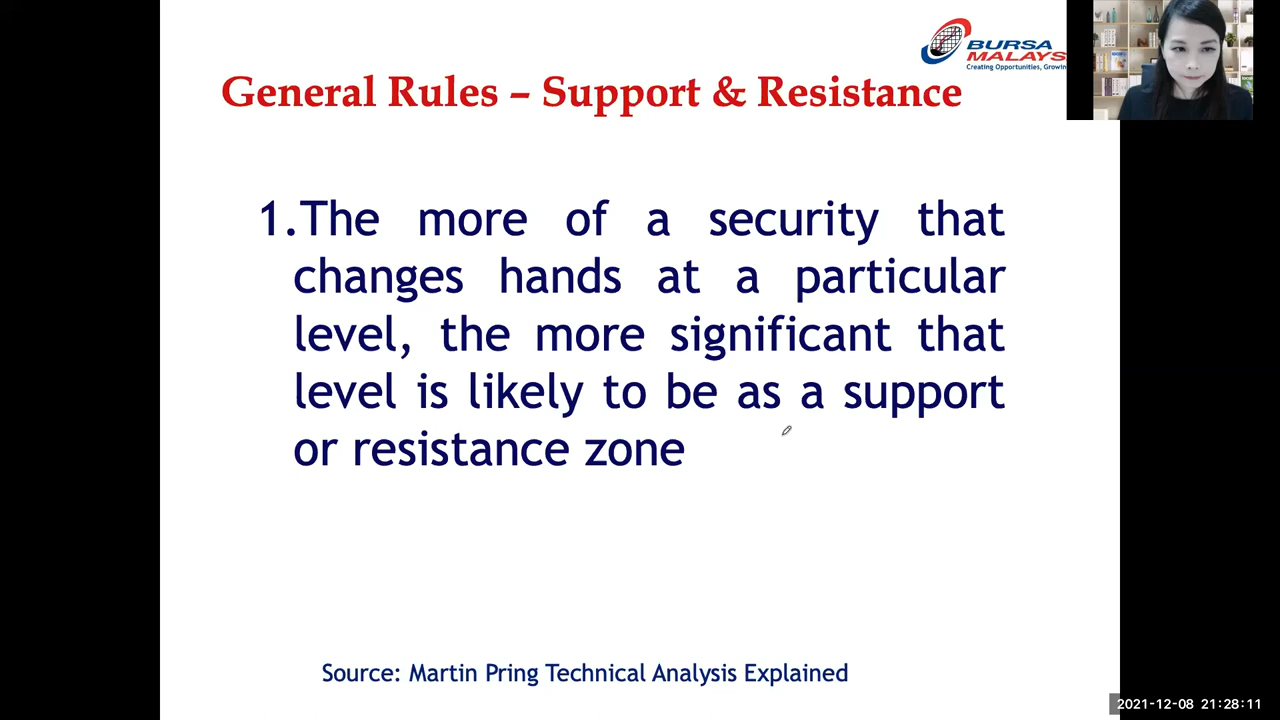 BURSA
MALAYS
Creating Opportunities, Growin
General Rules – Support & Resistance
1.The more of a security that
changes hands at a particular
level, the more significant that
level is likely to be as a support
or resistance zone
Source: Martin Pring Technical Analysis Explained
2021-12-08 21:28:11